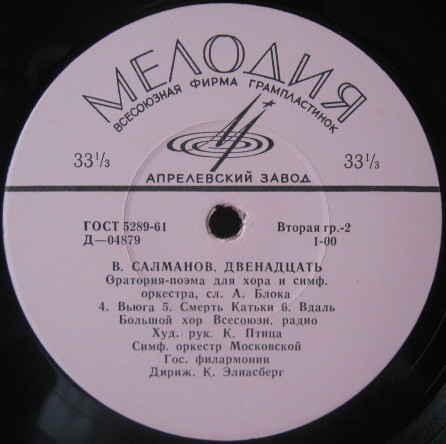 МЕЛОДИЯ
ВСЕСОЮЗНАЯ ФИРМА ГРАМПЛАСТИНОК
33 1/3
33 1/3
АПРЕЛЕВСКИЙ ЗАВОД
ГОСТ 5289-61
Вторая гр.-2
Д—04879
1-00
В. САЛМАНОВ. ДВЕНАДЦАТЬ
Оратория-поэма для хора и симф.
оркестра, сл. А. Блока
4. Вьюга 5. Смерть Катьки 6. Вдаль
Большой хор Всесоюзн. радио
Худ. рук. К. Птица
Симф. оркестр Московской
Гос. филармонии
Дириж. К. Элиасберг